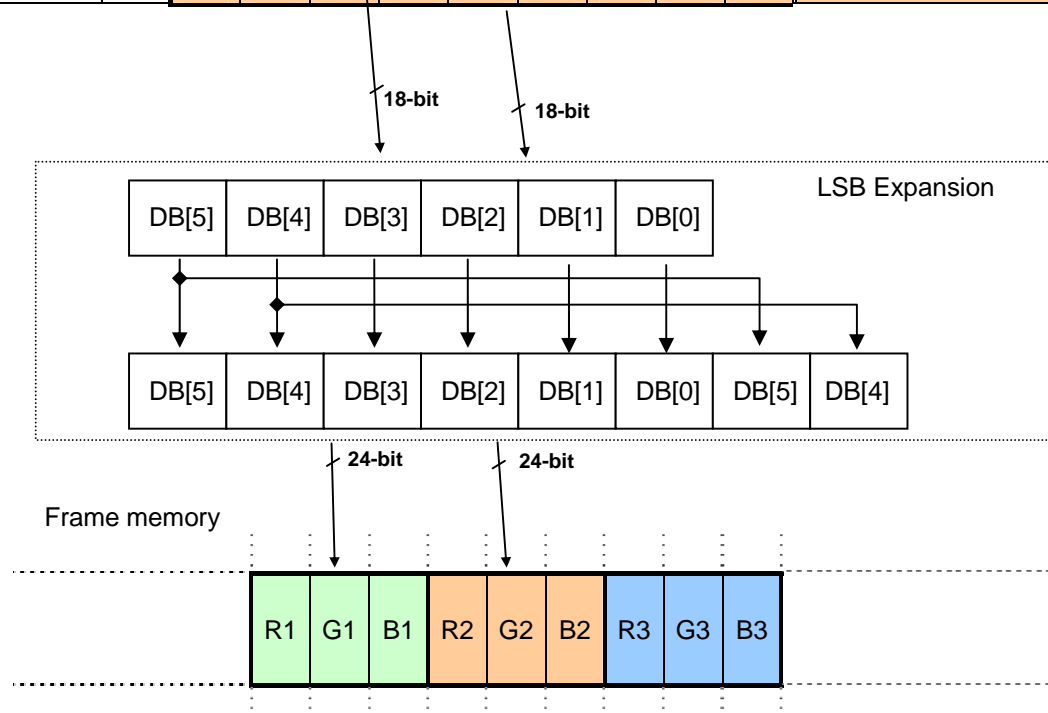 18-bit
18-bit
LSB Expansion
DB[5] DB[4] DB[3] DB[2] DB[1] DB[0]
DB[5] DB[4] DB[3] DB[2] DB[1] DB[0] DB[5] DB[4]
24-bit 24-bit
Frame memory
R1 G1 B1 R2 G2 B2 R3 G3 B3